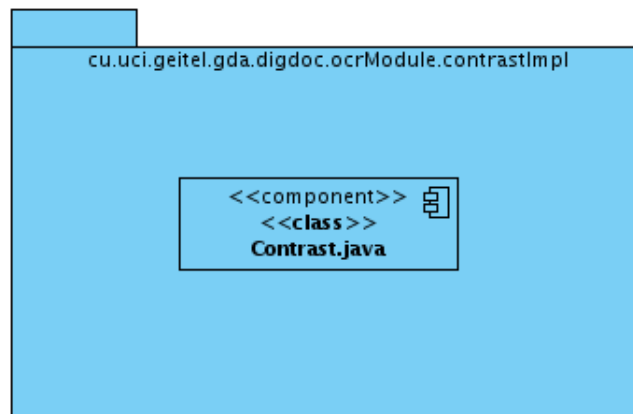 cu.uci.geitel.gda.digdoc.ocrModule.contrastImpl
<<component>>
<<class>>
Contrast.java